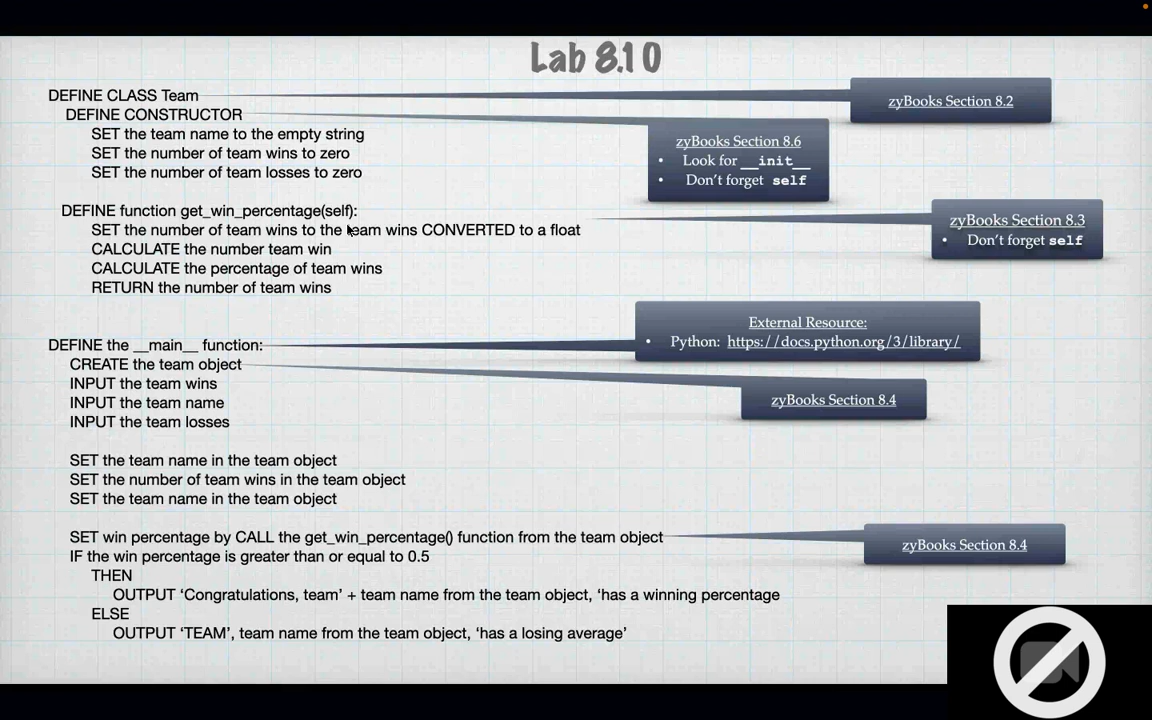 Lab 8.10
DEFINE CLASS Team
zyBooks Section 8.2
DEFINE CONSTRUCTOR
SET the team name to the empty string
SET the number of team wins to zero
SET the number of team losses to zero
zyBooks Section 8.6
• Look for __init__
• Don't forget self
DEFINE function get_win_percentage(self):
SET the number of team wins to the team wins CONVERTED to a float
CALCULATE the number team win
CALCULATE the percentage of team wins
RETURN the number of team wins
zyBooks Section 8.3
• Don't forget self
External Resource:
• Python: https://docs.python.org/3/library/
DEFINE the __main__ function:
CREATE the team object
INPUT the team wins
INPUT the team name
INPUT the team losses
zyBooks Section 8.4
SET the team name in the team object
SET the number of team wins in the team object
SET the team name in the team object
SET win percentage by CALL the get_win_percentage() function from the team object
zyBooks Section 8.4
IF the win percentage is greater than or equal to 0.5
THEN
OUTPUT ‘Congratulations, team’ + team name from the team object, ‘has a winning percentage
ELSE
OUTPUT ‘TEAM’, team name from the team object, ‘has a losing average’